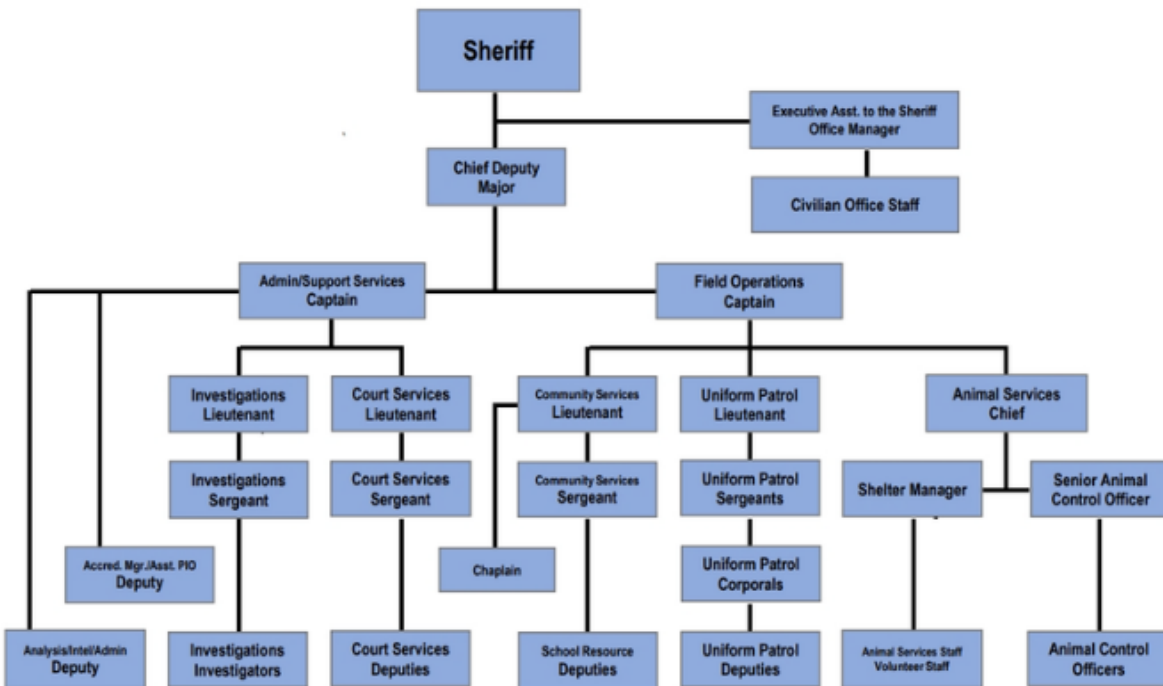 Sheriff
Executive Asst. to the Sheriff
Office Manager
Chief Deputy
Major
Civilian Office Staff
Admin/Support Services
Captain
Field Operations
Captain
Investigations
Lieutenant
Court Services
Lieutenant
Community Services
Lieutenant
Uniform Patrol
Lieutenant
Animal Services
Chief
Investigations
Sergeant
Court Services
Sergeant
Community Services
Sergeant
Uniform Patrol
Sergeants
Shelter Manager
Senior Animal
Control Officer
Accred. Mgr./Asst. PIO
Deputy
Chaplain
Uniform Patrol
Corporals
Analysis/Intel/Admin
Deputy
Investigations
Investigators
Court Services
Deputies
School Resource
Deputies
Uniform Patrol
Deputies
Animal Services Staff
Volunteer Staff
Animal Control
Officers